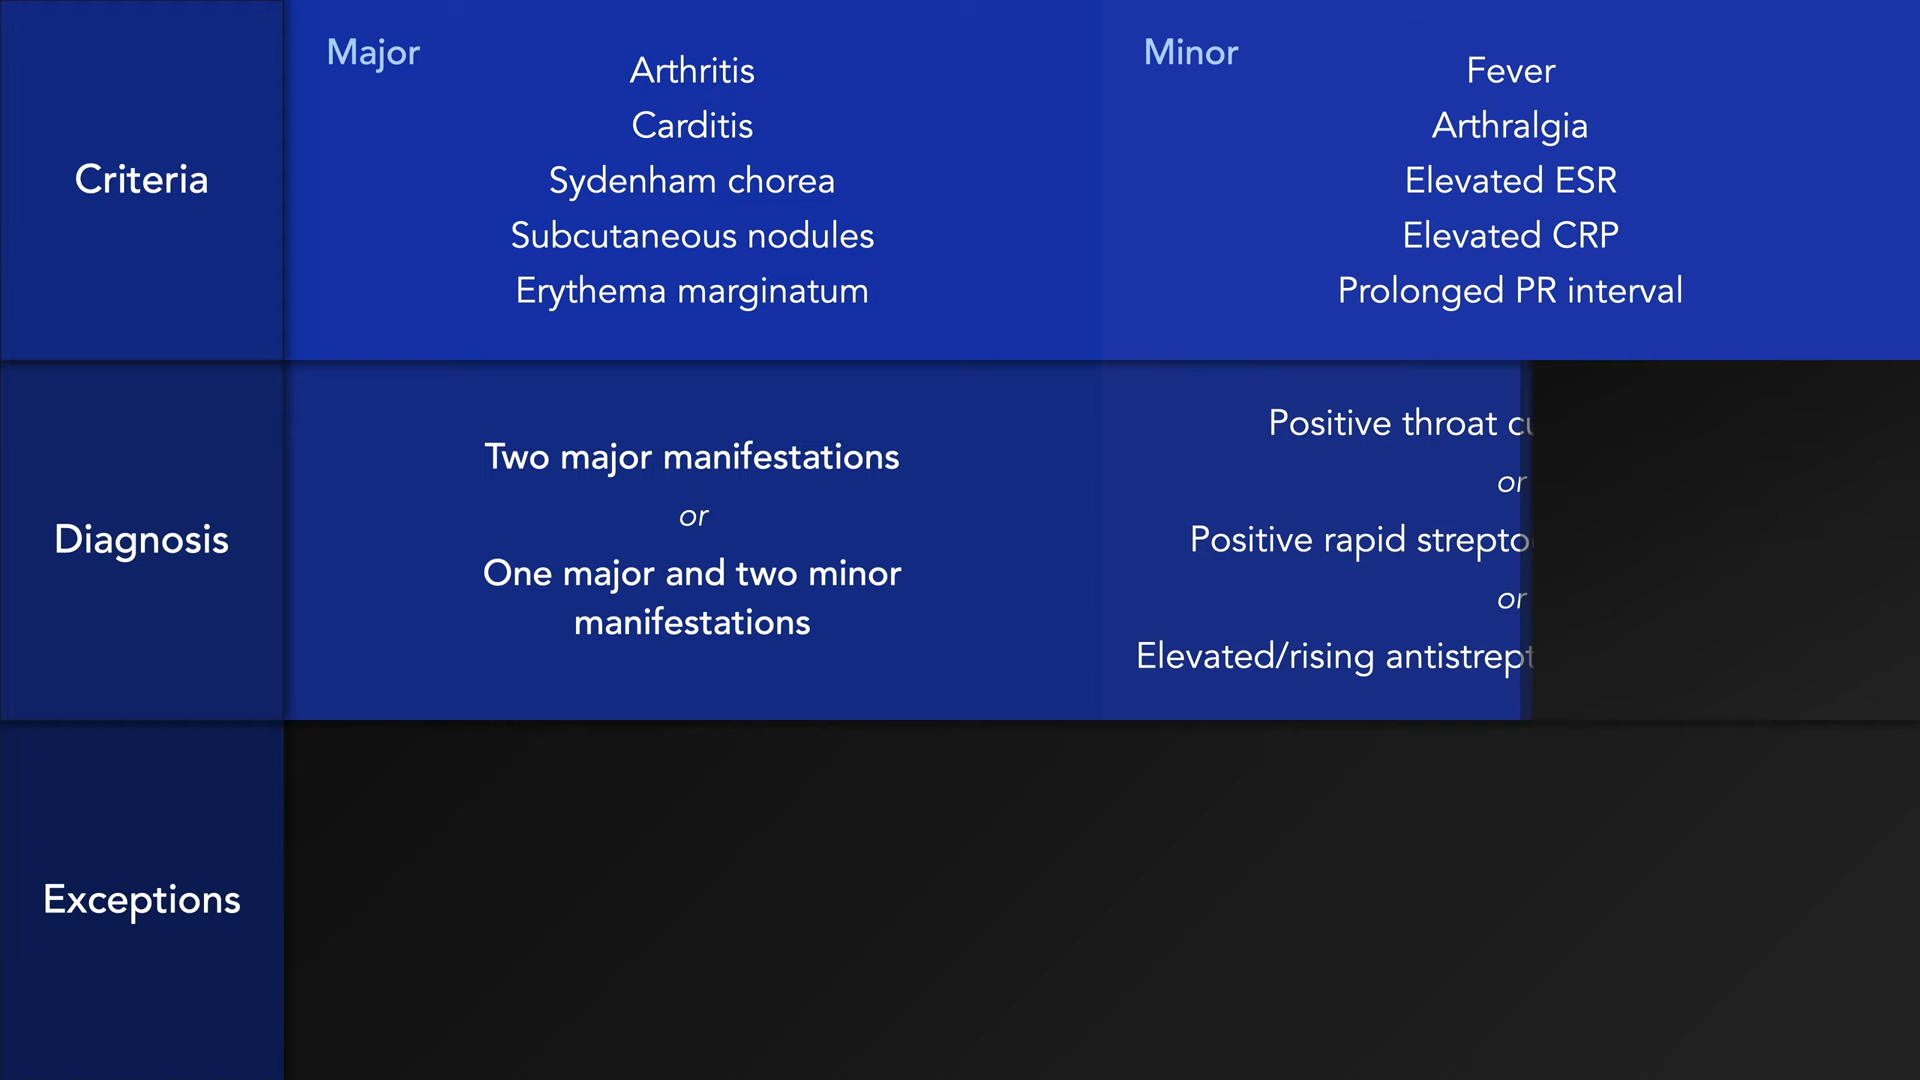 Criteria
Major
Arthritis
Carditis
Sydenham chorea
Subcutaneous nodules
Erythema marginatum
Minor
Fever
Arthralgia
Elevated ESR
Elevated CRP
Prolonged PR interval
Diagnosis
Two major manifestations
or
One major and two minor
manifestations
Positive throat
or
Positive rapid
or
Elevated/rising
Exceptions